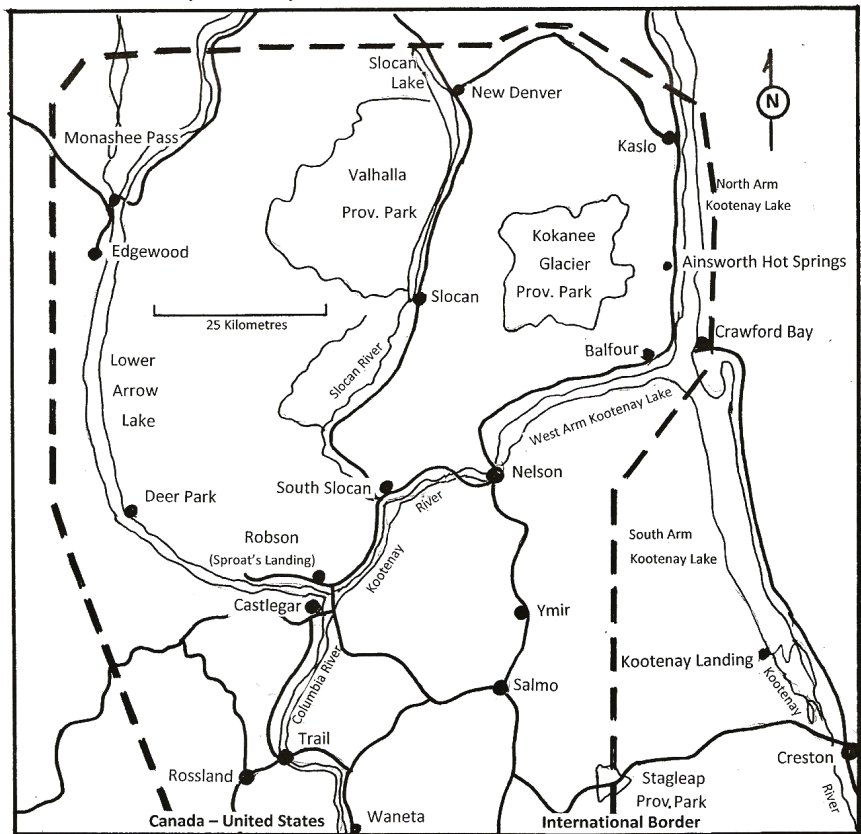 Slocan
Lake
New Denver
N
Monashee Pass
Kaslo
Valhalla
Prov. Park
North Arm
Kootenay Lake
Kokanee
Glacier
Prov. Park
Edgewood
Ainsworth Hot Springs
Slocan
25 Kilometres
Crawford Bay
Balfour
Lower
Arrow
Lake
Slocan River
West Arm Kootenay Lake
Nelson
South Slocan
Deer Park
River
Kootenay
South Arm
Kootenay Lake
Robson
(Sproat's Landing)
Castlegar
Ymir
Columbia River
Kootenay Landing
Kootenay
River
Salmo
Trail
Rossland
Creston
Stagleap
Prov. Park
Waneta
Canada – United States
International Border